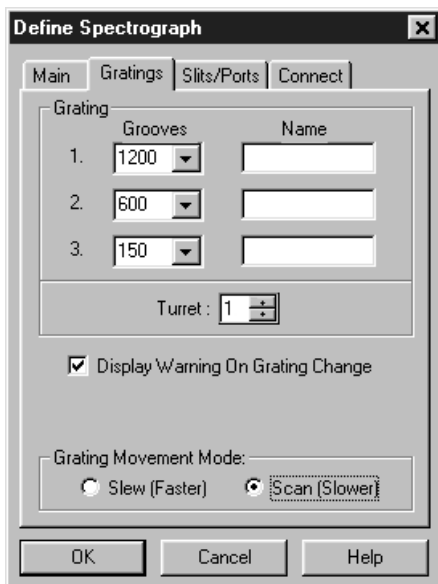 Define Spectrograph
Main Gratings Slits/Ports Connect
Grating
Grooves Name
1. 1200
2. 600
3. 150
Turret : 1
Display Warning On Grating Change
Grating Movement Mode:
Slew (Faster) Scan (Slower)
OK Cancel Help